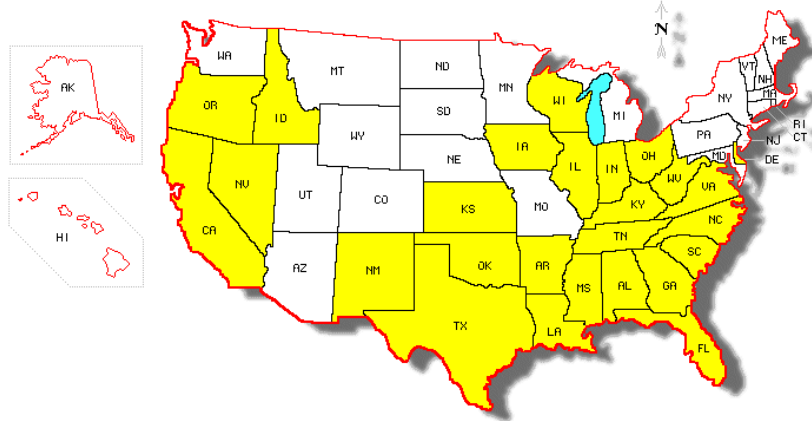 N
ME
WA
VT
NH
MT
ND
AK
MN
MA
OR
WI
NY
SD
MI
ID
RI
WY
PA
CT
IA
NJ
NE
OH
MD
DE
IL
IN
NV
WV
UT
VA
CO
KY
KS
MO
NC
CA
TN
HI
OK
AR
SC
AZ
NM
MS
AL
GA
TX
LA
FL